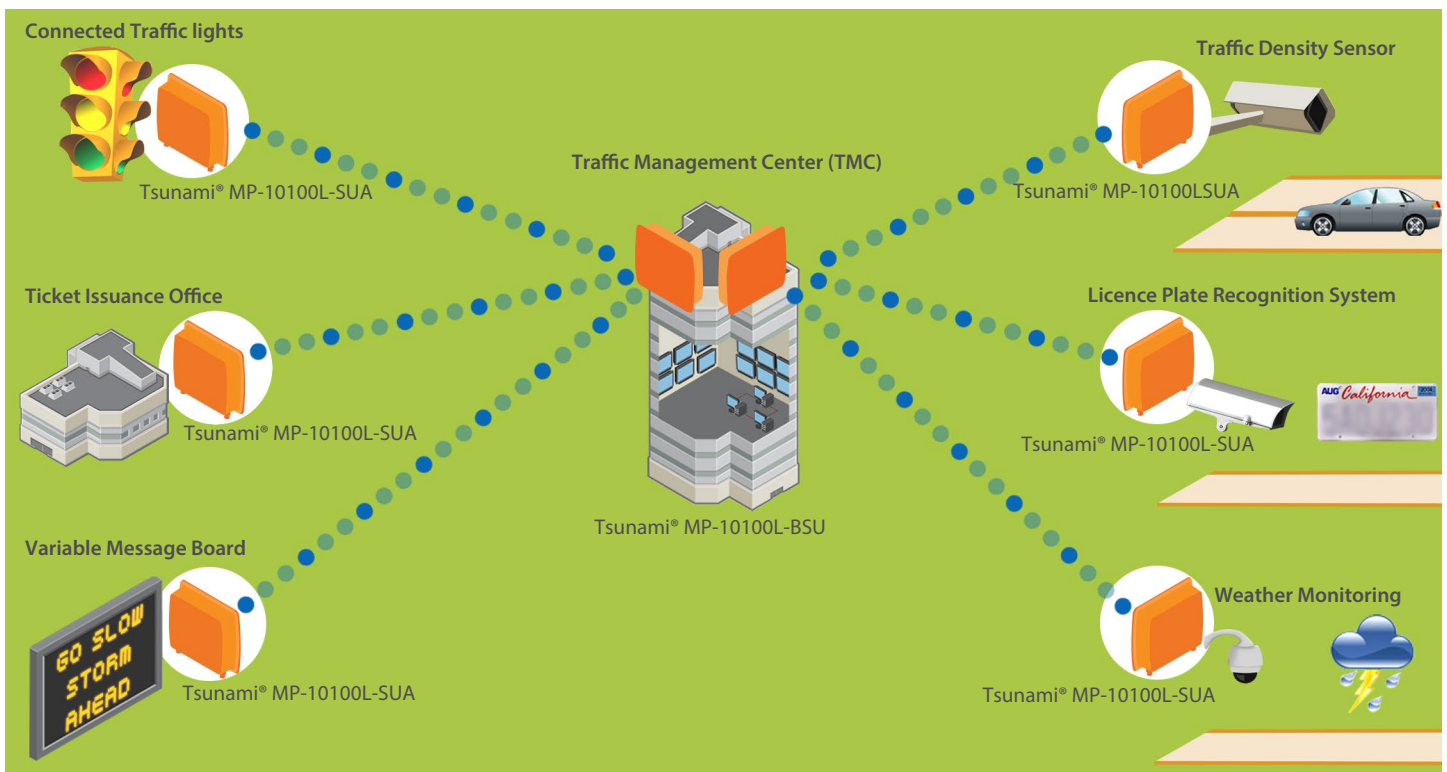 Connected Traffic lights
Tsunami® MP-10100L-SUA
Traffic Density Sensor
Tsunami® MP-10100LSUA
Traffic Management Center (TMC)
Tsunami® MP-10100L-BSU
Ticket Issuance Office
Tsunami® MP-10100L-SUA
Licence Plate Recognition System
Tsunami® MP-10100L-SUA
AUG California 2004
Variable Message Board
GO SLOW
STORM
AHEAD
Tsunami® MP-10100L-SUA
Weather Monitoring
Tsunami® MP-10100L-SUA